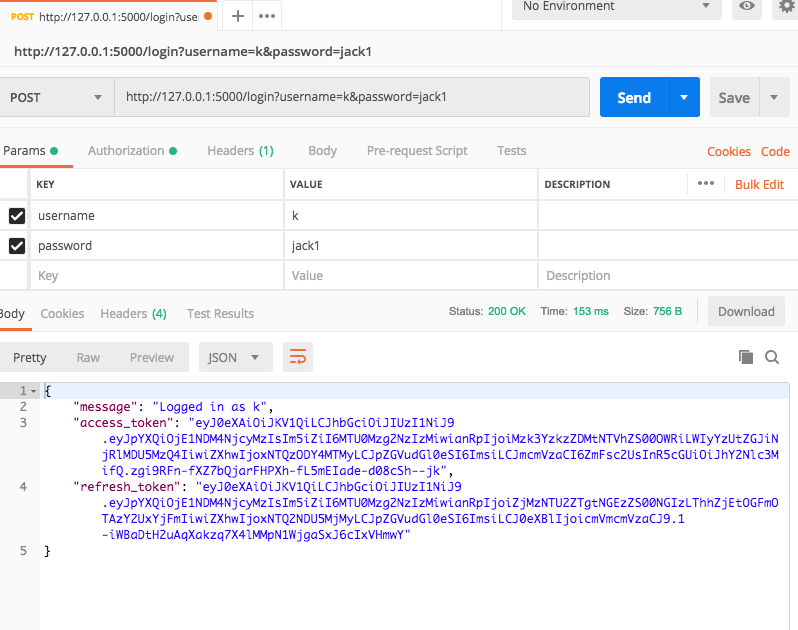 POST http://127.0.0.1:5000/login?use
No Environment
http://127.0.0.1:5000/login?username=k&password=jack1
POST http://127.0.0.1:5000/login?username=k&password=jack1 Send Save
Params Authorization Headers (1) Body Pre-request Script Tests Cookies Code
KEY VALUE DESCRIPTION Bulk Edit
username k
password jack1
Key Value Description
Body Cookies Headers (4) Test Results Status: 200 OK Time: 153 ms Size: 756 B Download
Pretty Raw Preview JSON
1 {
2 "message": "Logged in as k",
3 "access_token": "eyJ0eXAiOiJKV1QiLCJhbGciOiJIUzI1NiJ9
.eyJpYXQiOjE1NDM4NjcyMzIsIm5iZiI6MTU0Mzg2NzIzMiwianRpIjoiMzk3YzkzZDMtNTVhZS00OWRiLWIyYzUtZGJiN
jRlMDU5MzQ4IiwiZXhwIjoxNTQzODY4MTMyLCJpZGVudGl0eSI6ImsiLCJmcmVzaCI6ZmFsc2UsInR5cGUiOiJhY2Nlc3M
ifQ.zgi9RFn-fXZ7bQjarFHPXh-fL5mEIade-d08cSh--jk",
4 "refresh_token": "eyJ0eXAiOiJKV1QiLCJhbGciOiJIUzI1NiJ9
.eyJpYXQiOjE1NDM4NjcyMzIsIm5iZiI6MTU0Mzg2NzIzMiwianRpIjoiZjMzNTU2ZTgtNGEzZS00NGIzLThhZjEtOGFmO
TAzY2UxYjFmIiwiZXhwIjoxNTQ2NDU5MjMyLCJpZGVudGl0eSI6ImsiLCJ0eXBlIjoicmVmcmVzaCJ9.1
-iWBaDtH2uAqXakzq7X4lMMpN1WjgaSxJ6cIxVHmwY"
5 }